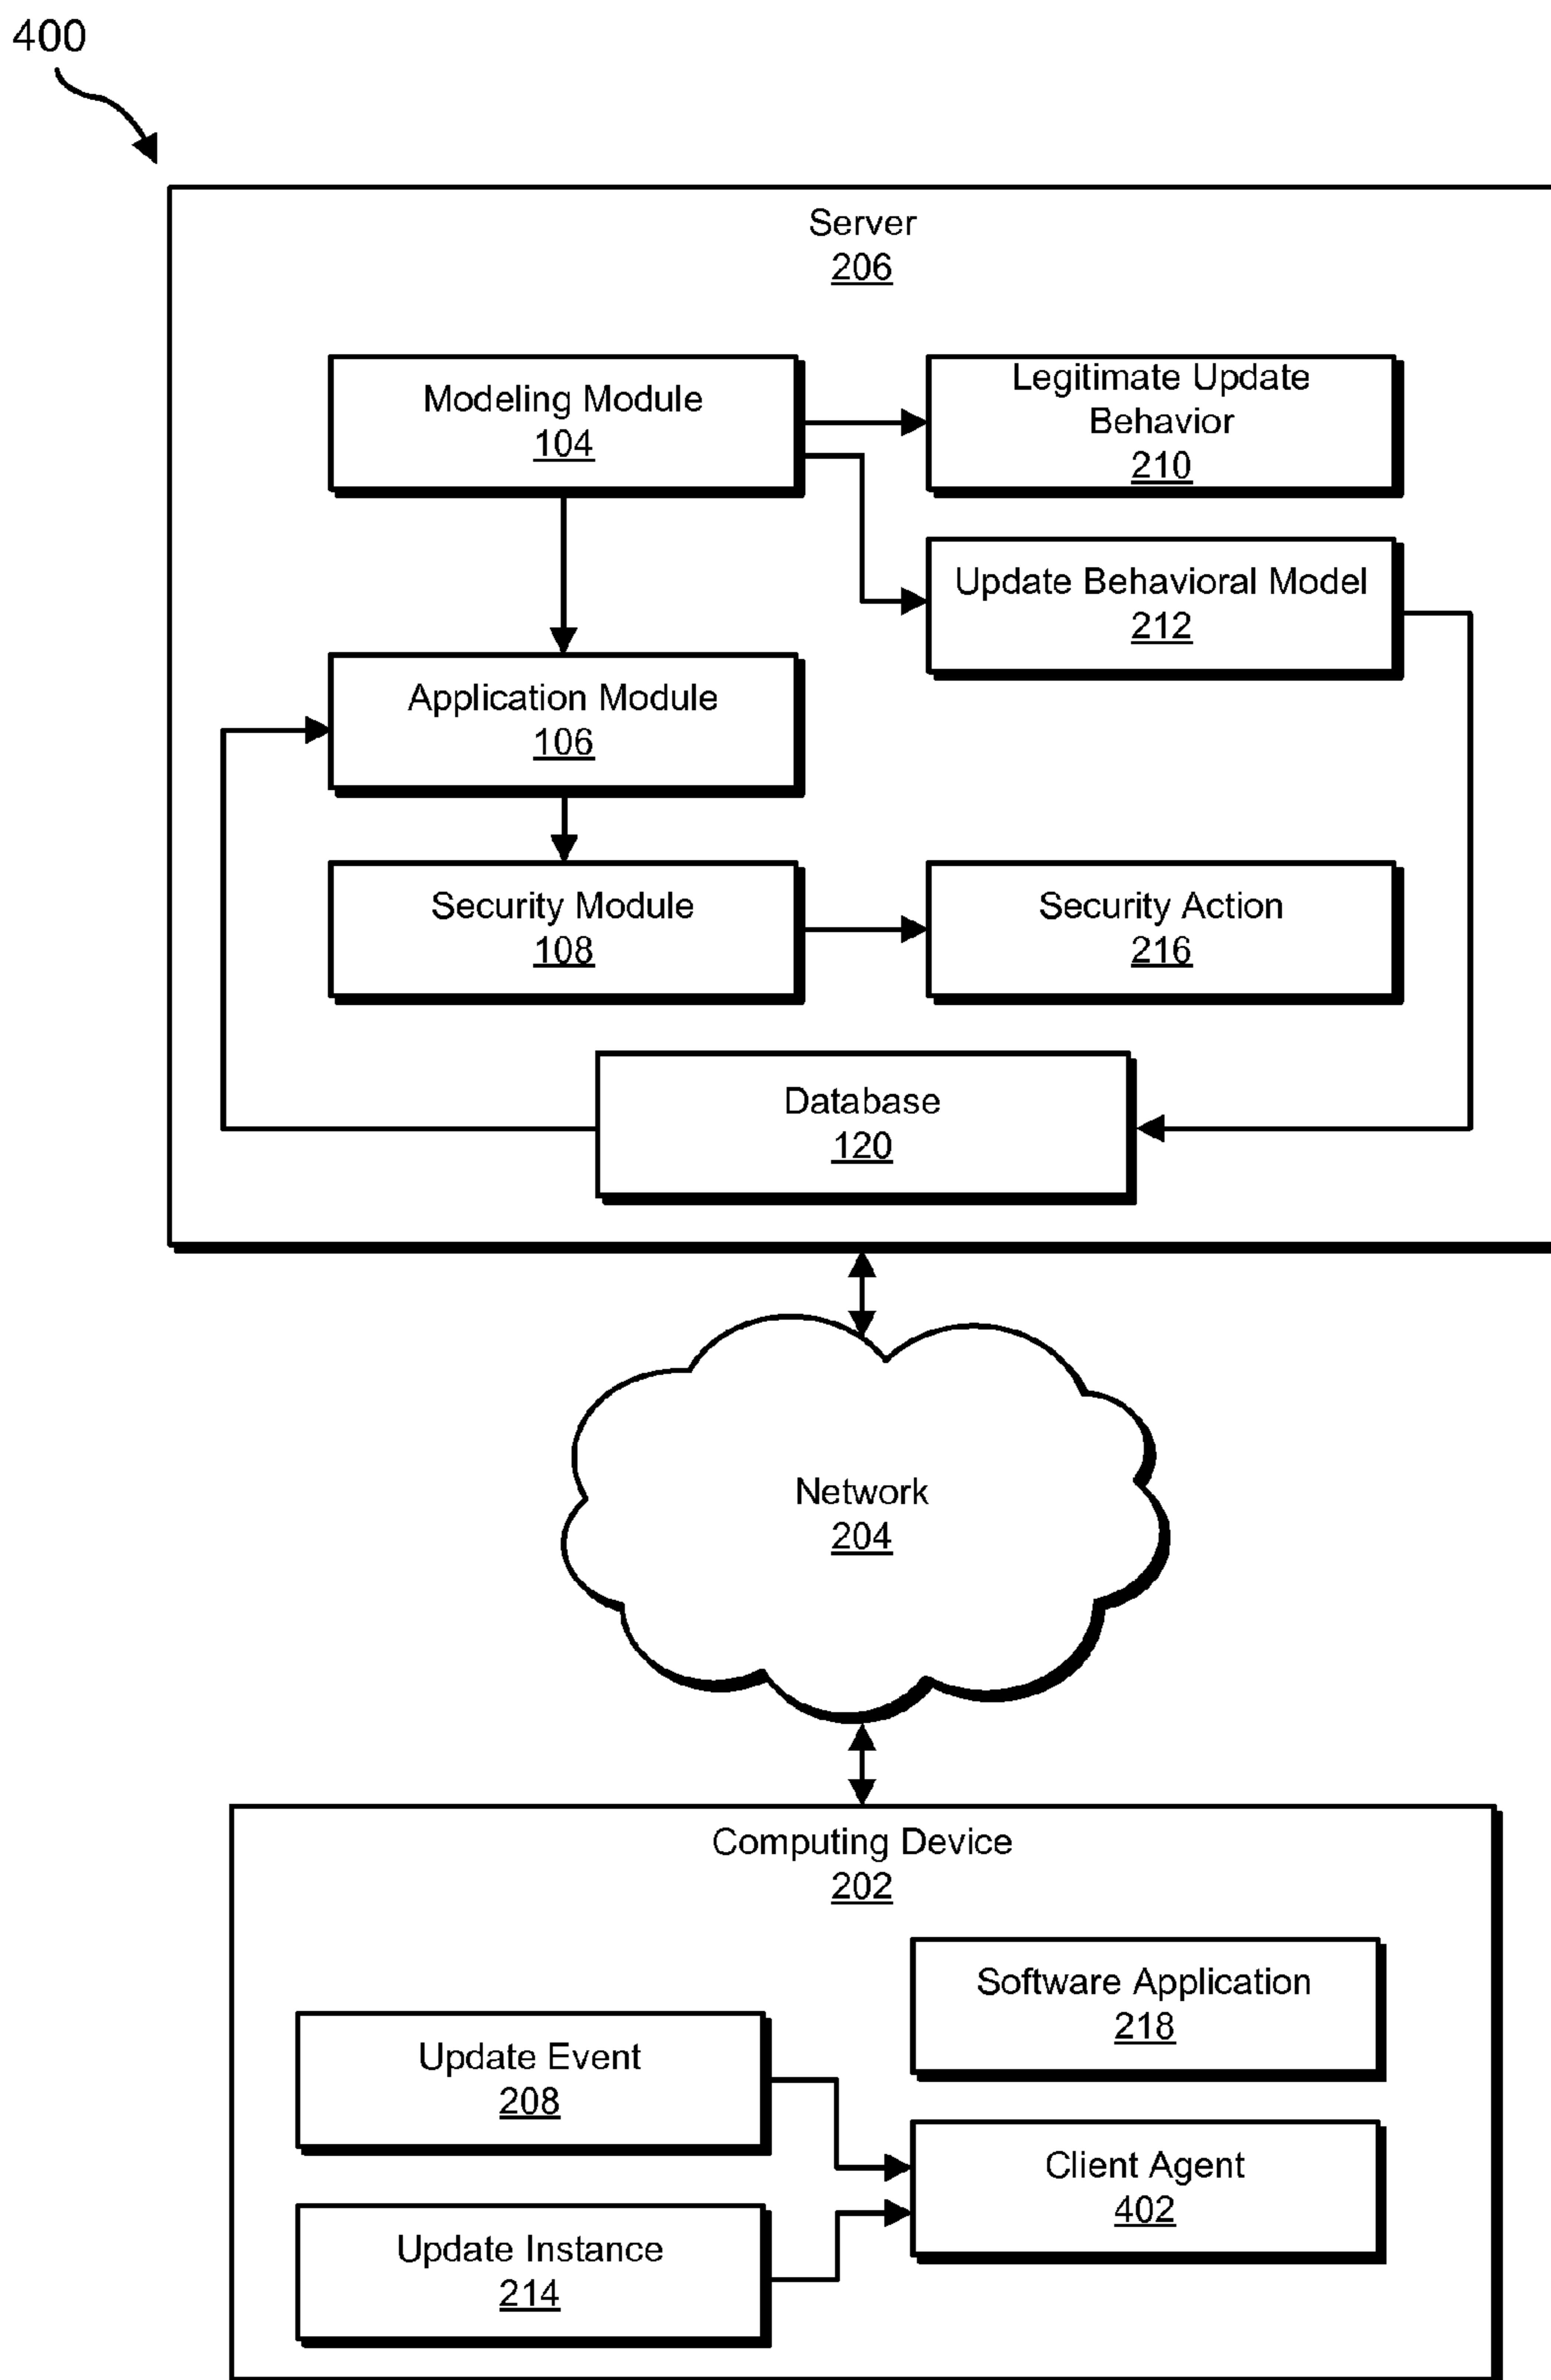 400
Server
206
Modeling Module
104
Legitimate Update
Behavior
210
Update Behavioral Model
212
Application Module
106
Security Module
108
Security Action
216
Database
120
Network
204
Computing Device
202
Software Application
218
Update Event
208
Client Agent
402
Update Instance
214